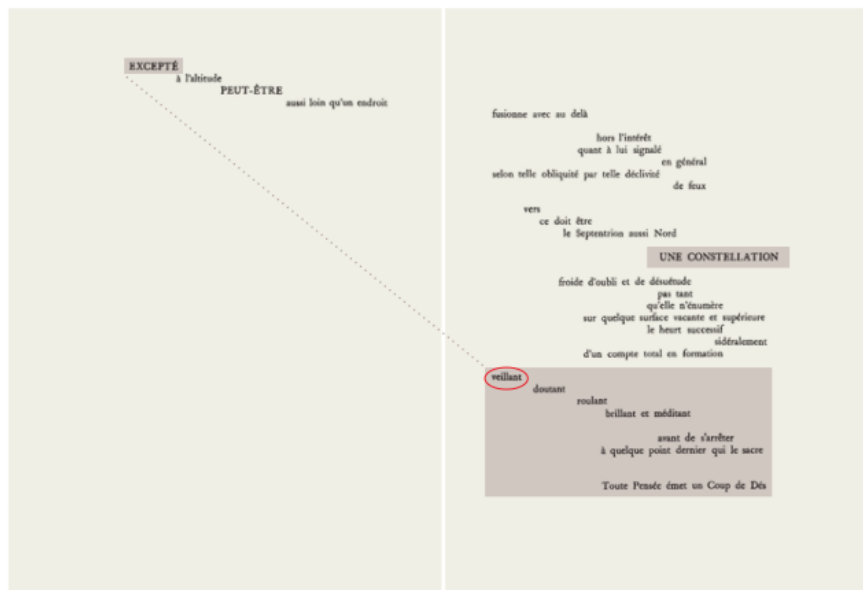 EXCEPTÉ
à l'altitude
PEUT-ÊTRE
aussi loin qu'un endroit
fusionne avec au delà
hors l'intérêt
quant à lui signalé
en général
selon telle obliquité par telle déclivité
de feux
vers
ce doit être
le Septentrion aussi Nord
UNE CONSTELLATION
froide d'oubli et de désuétude
pas tant
qu'elle n'énumère
sur quelque surface vacante et supérieure
le heurt successif
sidéralement
d'un compte total en formation
veillant
doutant
roulant
brillant et méditant
avant de s'arrêter
à quelque point dernier qui le sacre
Toute Pensée émet un Coup de Dés